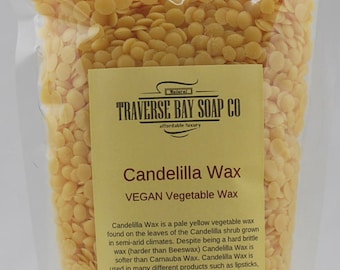 Natural
TRAVERSE BAY SOAP CO
affordable luxury
Candelilla Wax
VEGAN Vegetable Wax
Candelilla Wax is a pale yellow vegetable wax
found on the leaves of the Candelilla shrub grown
in semi-arid climates. Despite being a hard brittle
wax (harder than Beeswax) Candelilla Wax is
softer than Carnauba Wax. Candelilla Wax is
used in many different products such as lipsticks,